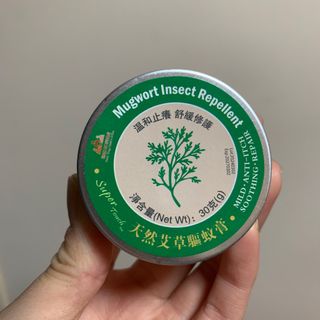 Mugwort Insect Repellent
溫和止癢 舒緩修護
淨含量(Net Wt)：30克(g)
MILD·ANTI-ITCH
SOOTHING·REPAIR
Super Touch
天然艾草驅蚊膏